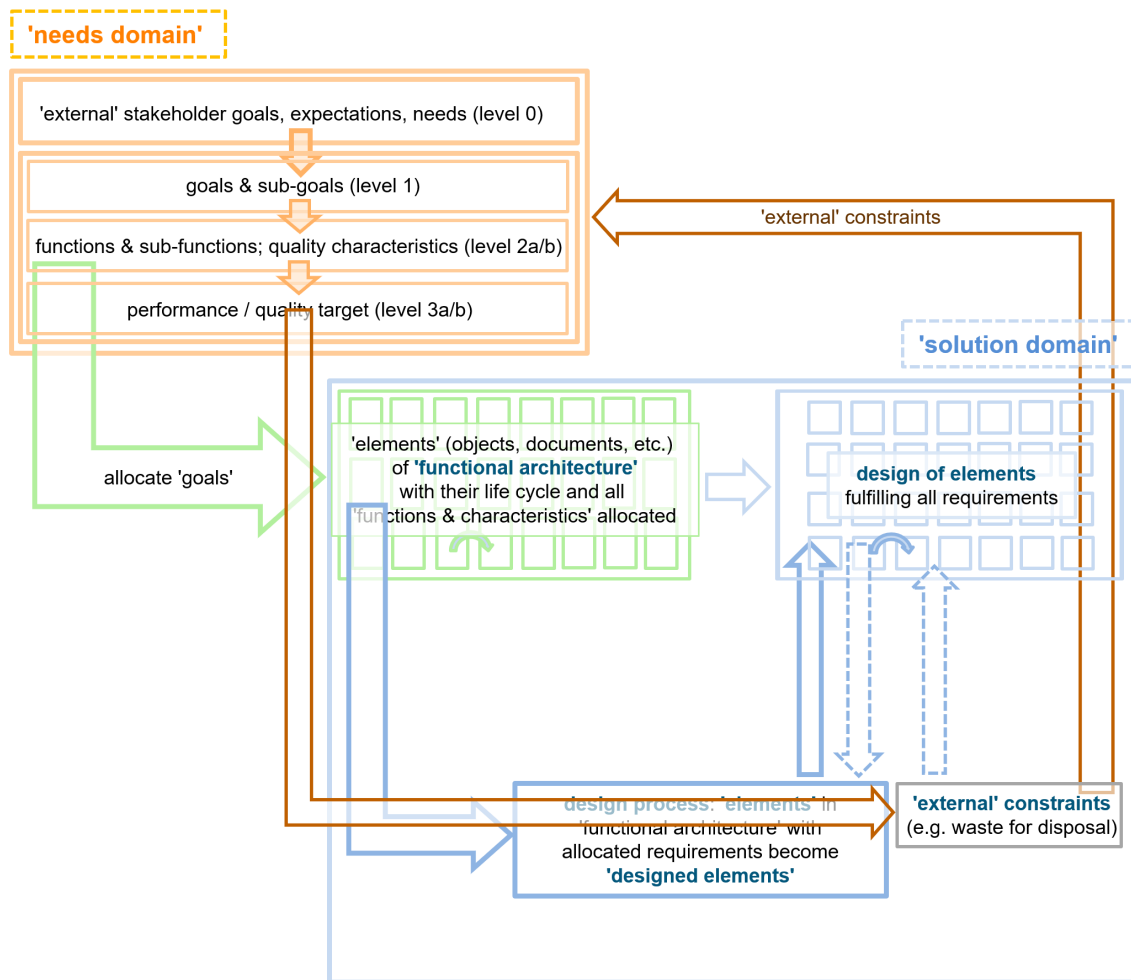 'needs domain'
'external' stakeholder goals, expectations, needs (level 0)
goals & sub-goals (level 1)
'external' constraints
functions & sub-functions; quality characteristics (level 2a/b)
performance / quality target (level 3a/b)
'solution domain'
allocate 'goals'
'elements' (objects, documents, etc.)
of 'functional architecture'
with their life cycle and all
'functions & characteristics' allocated
design of elements
fulfilling all requirements
design process: 'elements' in
'functional architecture' with
allocated requirements become
'designed elements'
'external' constraints
(e.g. waste for disposal)